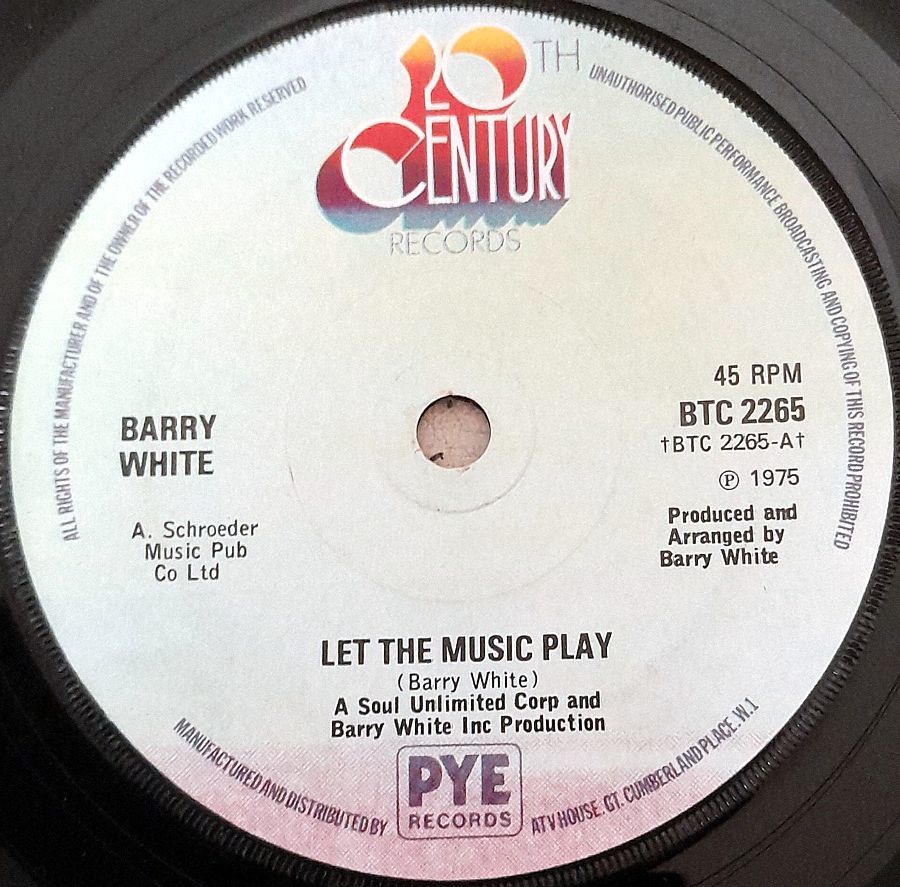 20TH
CENTURY
RECORDS
ALL RIGHTS OF THE MANUFACTURER AND OF THE OWNER OF THE RECORDED WORK RESERVED
UNAUTHORISED PUBLIC PERFORMANCE BROADCASTING AND COPYING OF THIS RECORD PROHIBITED
BARRY
WHITE
A. Schroeder
Music Pub
Co Ltd
45 RPM
BTC 2265
†BTC 2265-A†
℗ 1975
Produced and
Arranged by
Barry White
LET THE MUSIC PLAY
(Barry White)
A Soul Unlimited Corp and
Barry White Inc Production
MANUFACTURED AND DISTRIBUTED BY
PYE
RECORDS
ATV HOUSE. GT. CUMBERLAND PLACE. W.1